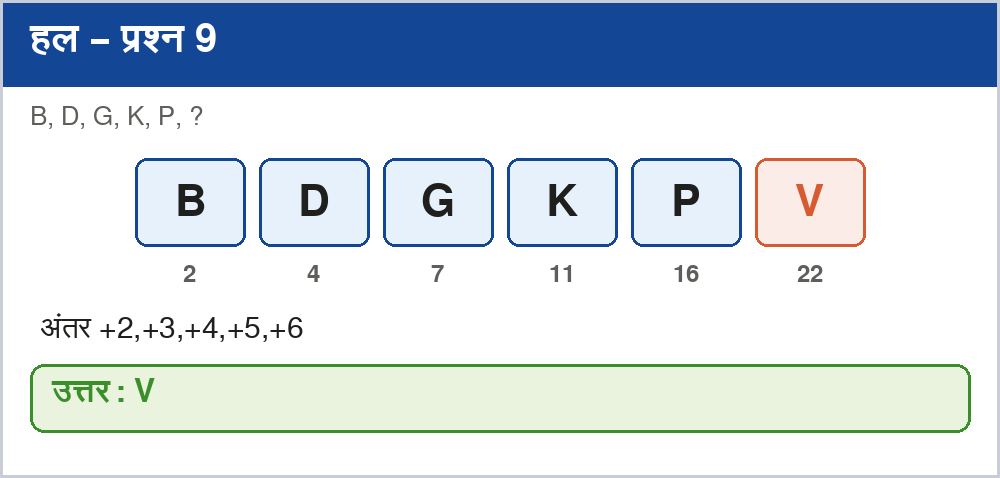 हल – प्रश्न 9
B, D, G, K, P, ?
B D G K P V
2 4 7 11 16 22
अंतर +2,+3,+4,+5,+6
उत्तर : V